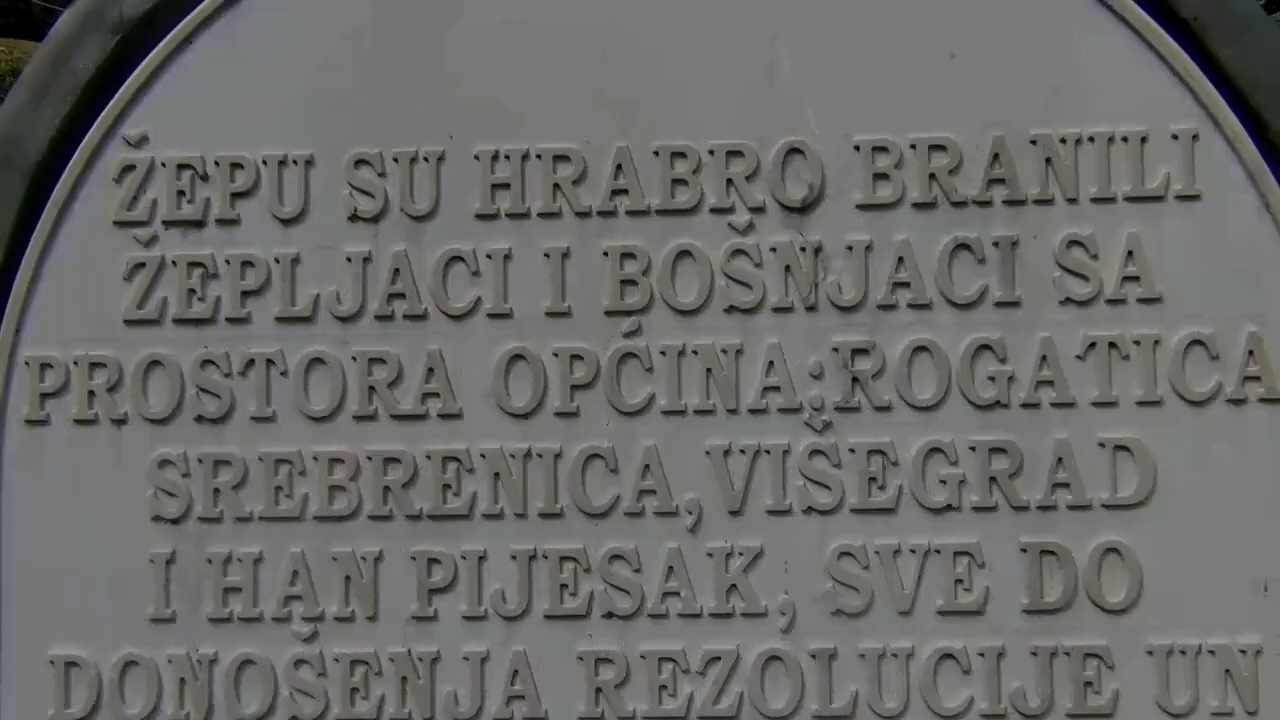 ŽEPU SU HRABRO BRANILI
ŽEPLJACI I BOŠNJACI SA
PROSTORA OPĆINA:ROGATICA
SREBRENICA,VIŠEGRAD
I HAN PIJESAK, SVE DO
DONOŠENJA REZOLUCIJE UN